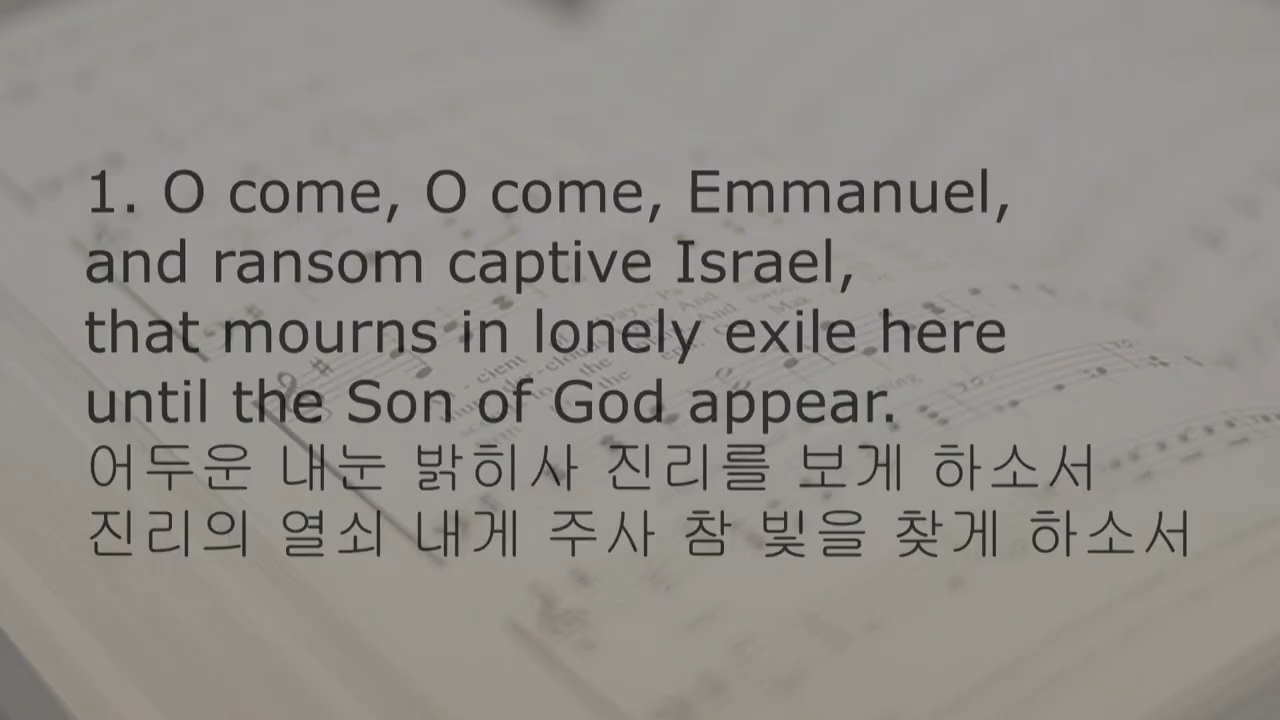 1. O come, O come, Emmanuel,
and ransom captive Israel,
that mourns in lonely exile here
until the Son of God appear.
어두운 내눈 밝히사 진리를 보게 하소서
진리의 열쇠 내게 주사 참 빛을 찾게 하소서